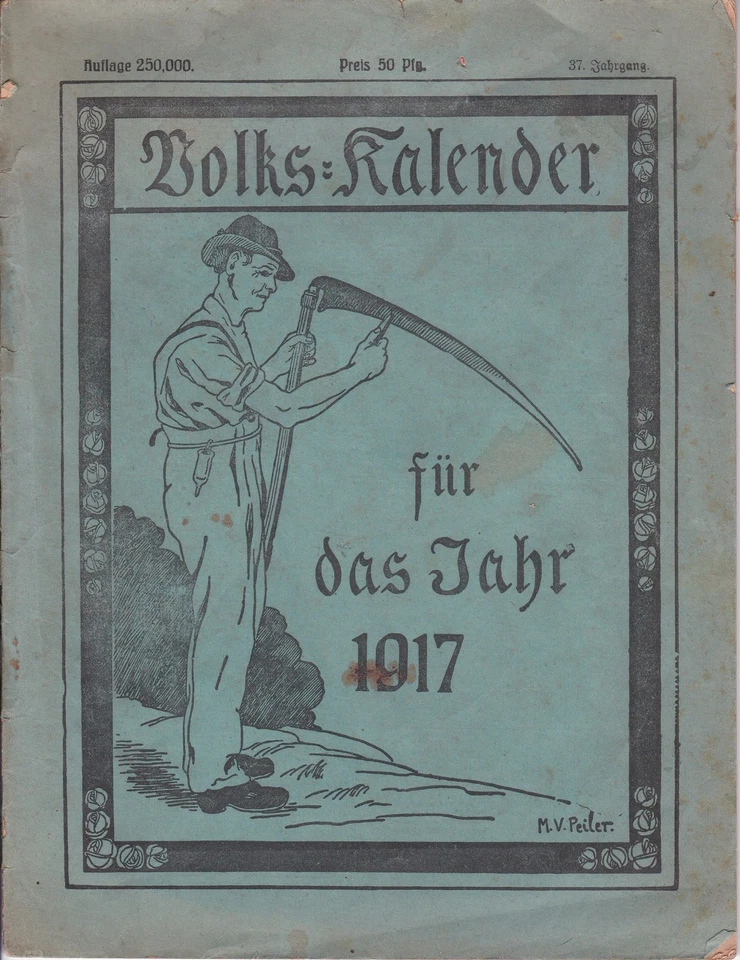 Auflage 250,000. Preis 50 Pfg. 37. Jahrgang.
Volks-Kalender
für
das Jahr
1917
M. V. Peiler.